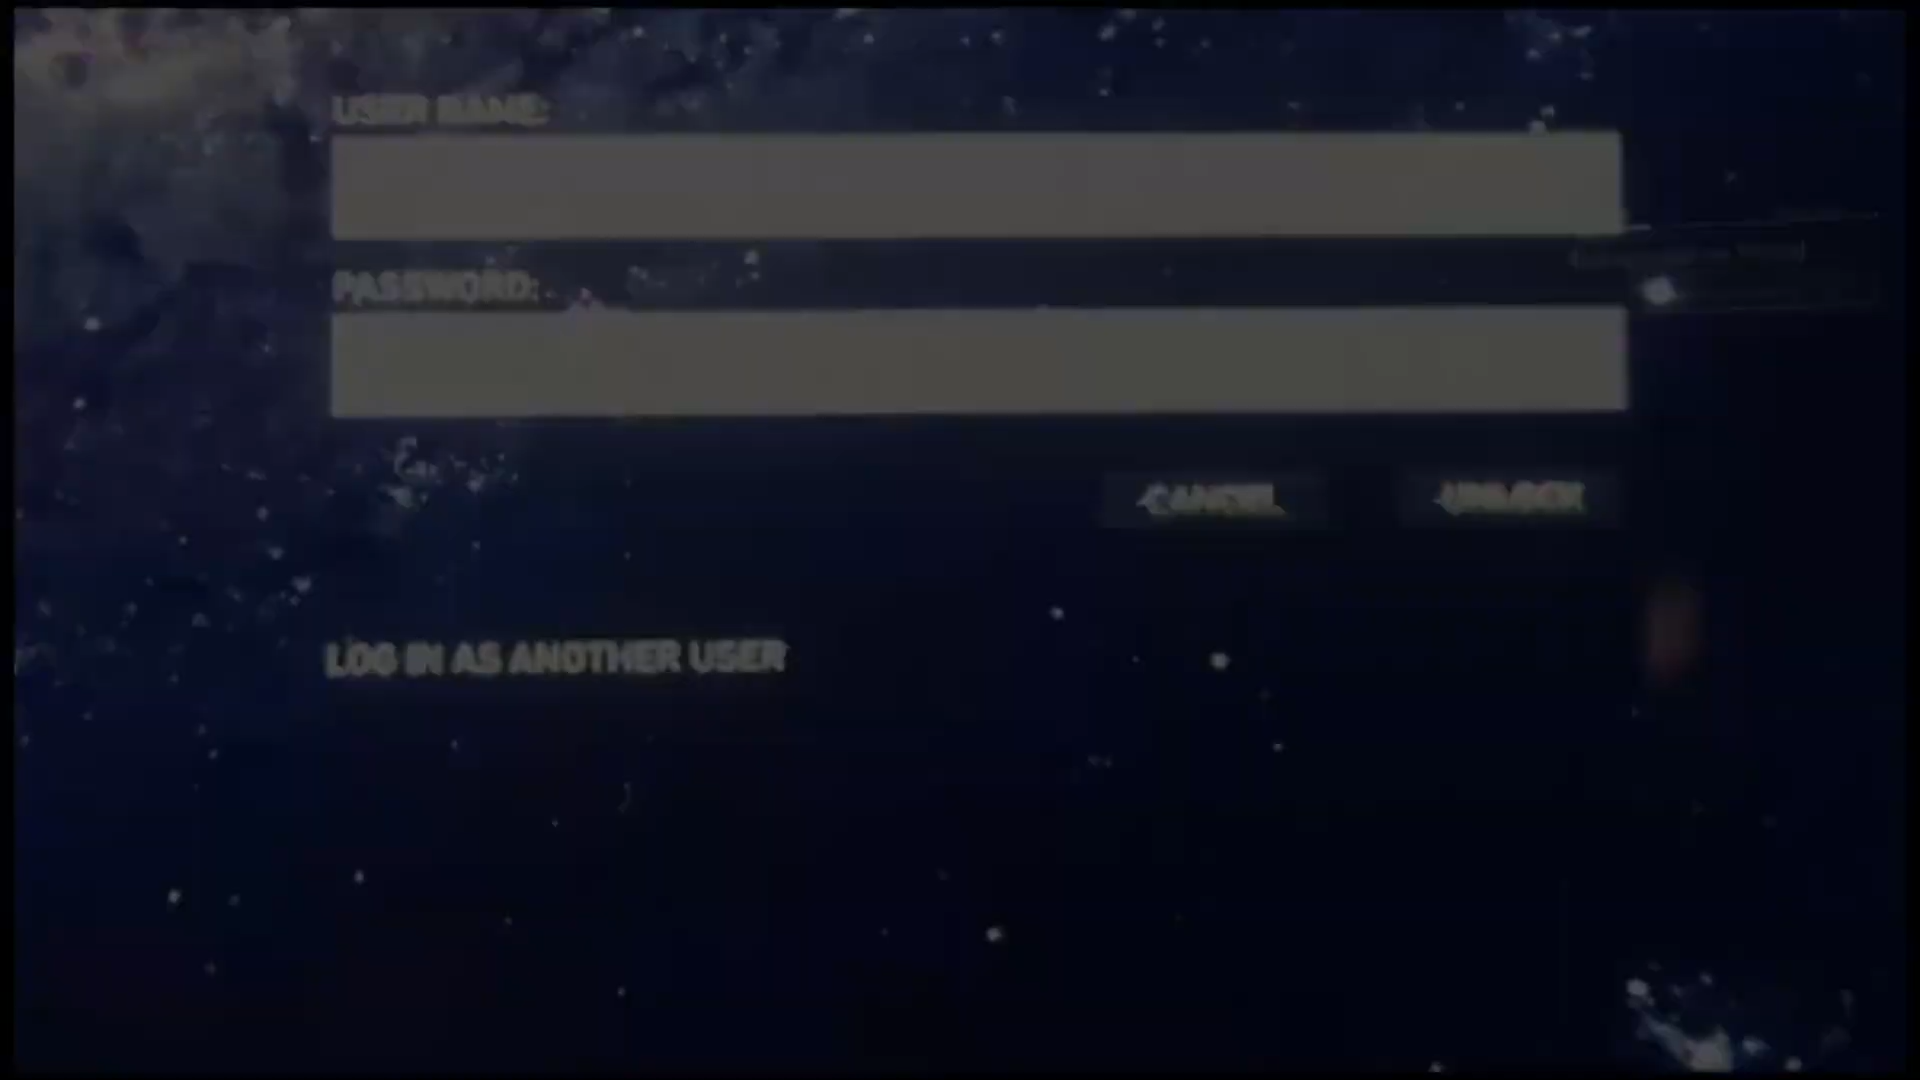 USER NAME:
PASSWORD:
CANCEL
UNLOCK
LOG IN AS ANOTHER USER